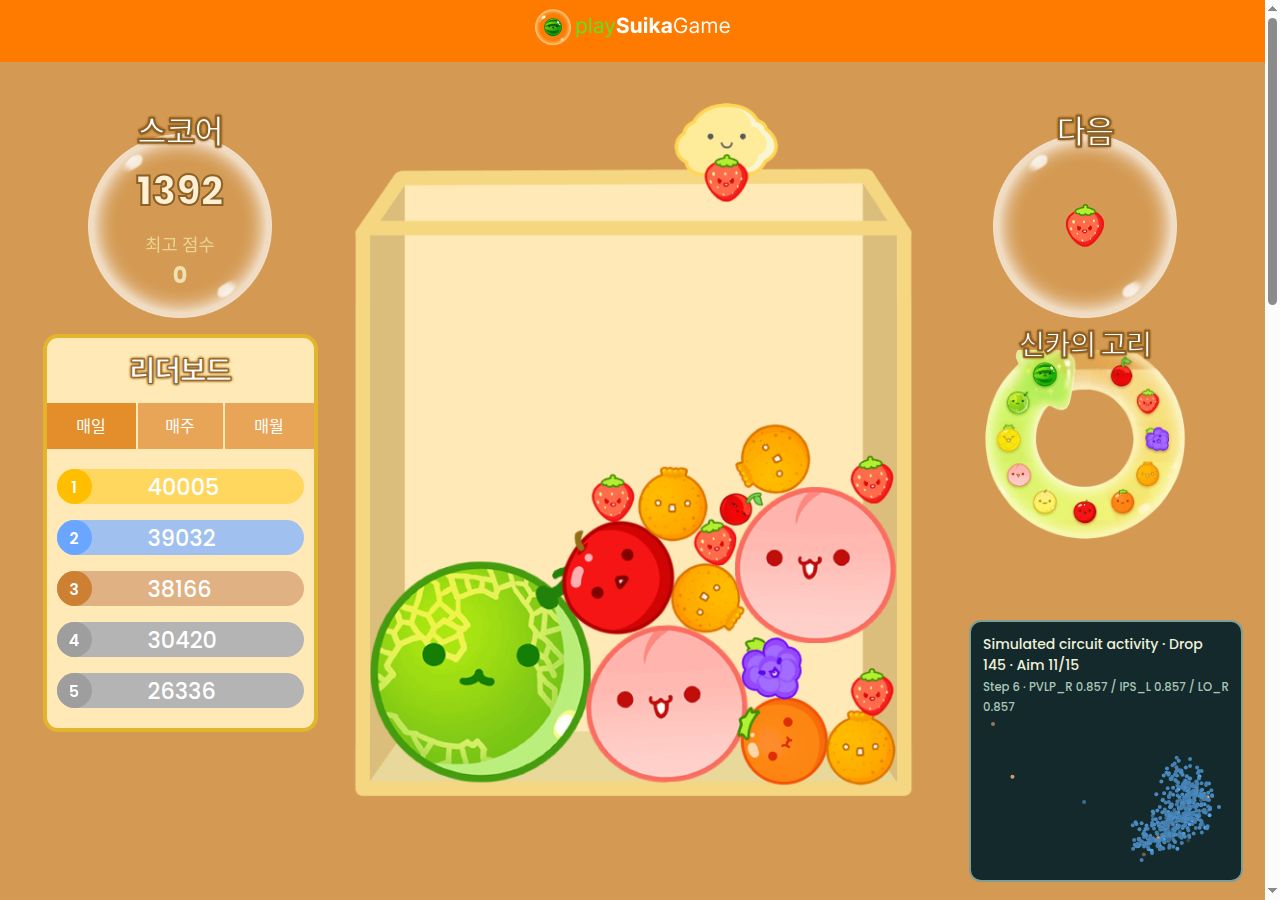 playSuikaGame
스코어
1392
최고 점수
0
다음
신카의 고리
리더보드
매일
매주
매월
1 40005
2 39032
3 38166
4 30420
5 26336
Simulated circuit activity · Drop
145 · Aim 11/15
Step 6 · PVLP_R 0.857 / IPS_L 0.857 / LO_R
0.857